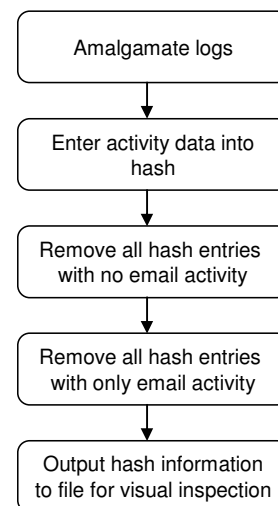 Amalgamate logs
Enter activity data into
hash
Remove all hash entries
with no email activity
Remove all hash entries
with only email activity
Output hash information
to file for visual inspection